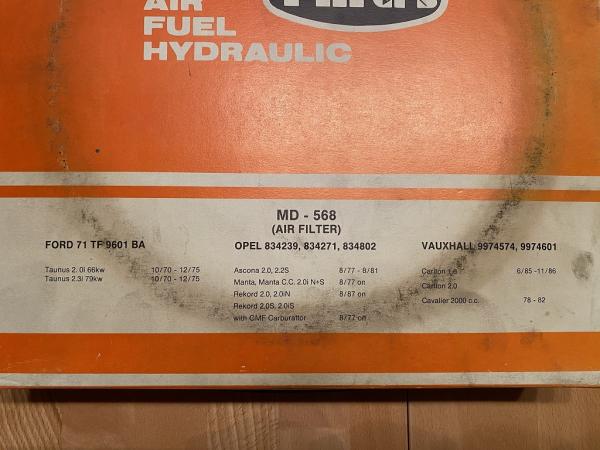 AIR
FUEL
HYDRAULIC
MD - 568
(AIR FILTER)
FORD 71 TF 9601 BA
Taunus 2.0l 66kw 10/70 - 12/75
Taunus 2.3l 79kw 10/70 - 12/75
OPEL 834239, 834271, 834802
Ascona 2.0, 2.2S 8/77 - 8/81
Manta, Manta C.C. 2.0i N+S 8/77 on
Rekord 2.0, 2.0iN 8/87 on
Rekord 2.0S, 2.0iS
with GMF Carburattor 8/77 on
VAUXHALL 9974574, 9974601
Carlton 1.8 6/85 -11/86
Carlton 2.0
Cavalier 2000 c.c. 78 - 82